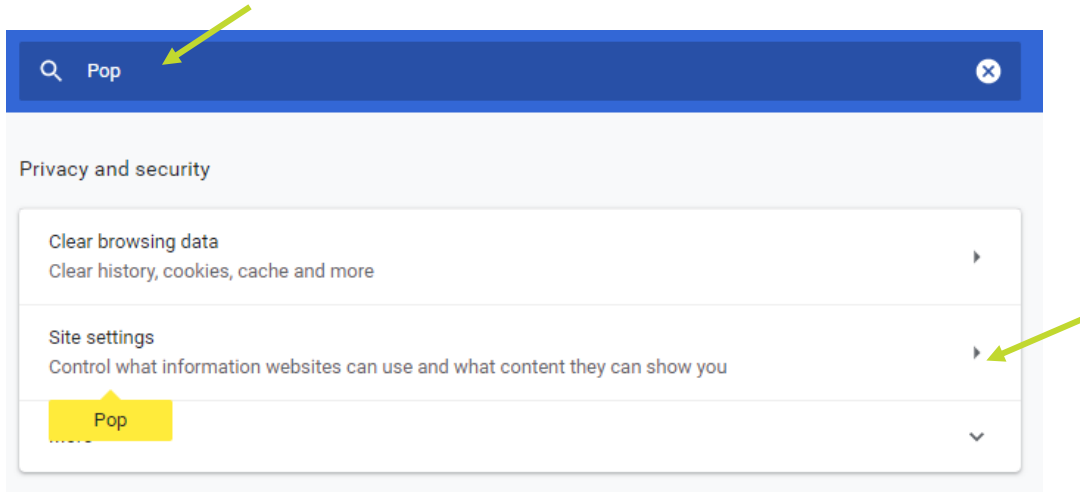 Pop
Privacy and security
Clear browsing data
Clear history, cookies, cache and more
Site settings
Control what information websites can use and what content they can show you
Pop